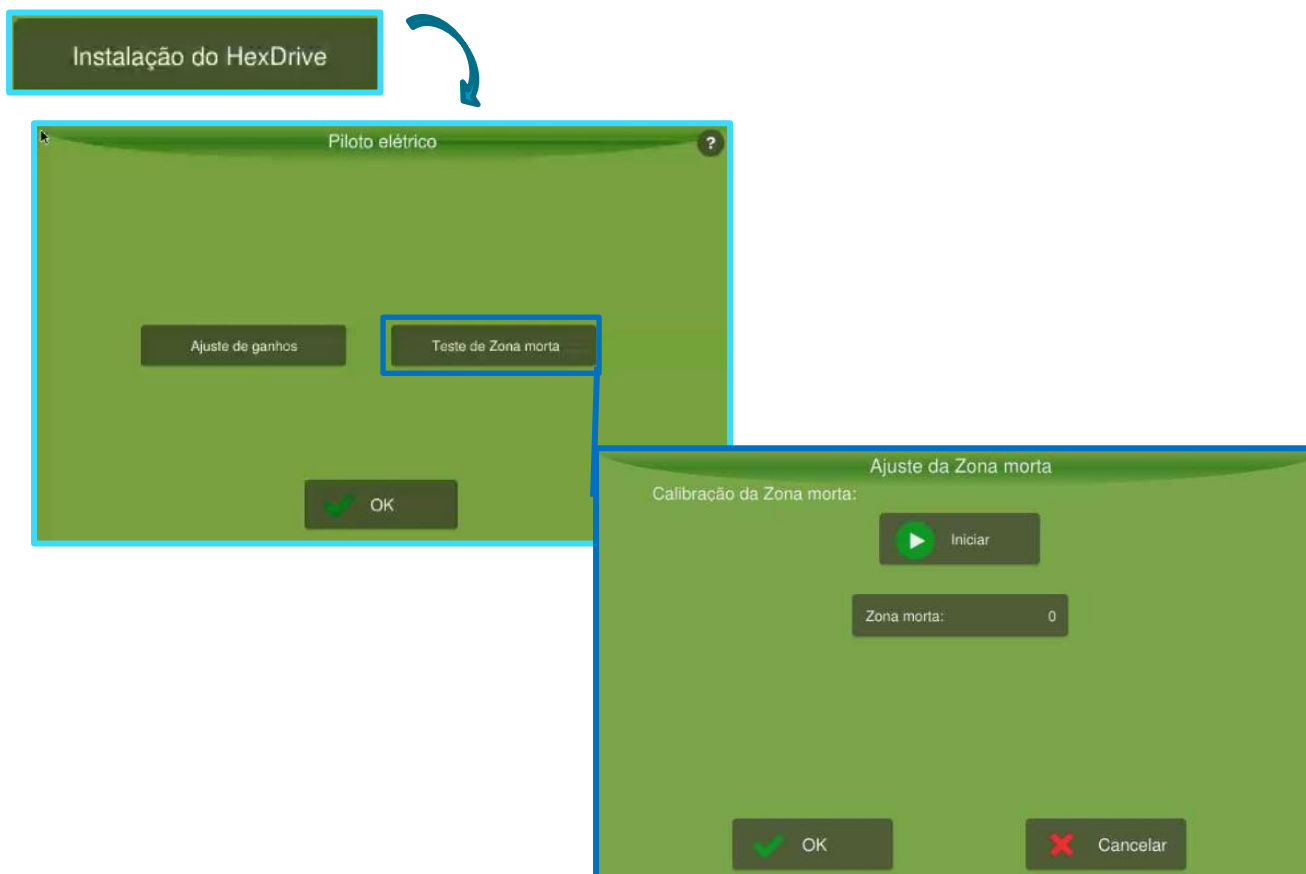 Instalação do HexDrive
Piloto elétrico
?
Ajuste de ganhos
Teste de Zona morta
OK
Ajuste da Zona morta
Calibração da Zona morta:
Iniciar
Zona morta: 0
OK
Cancelar